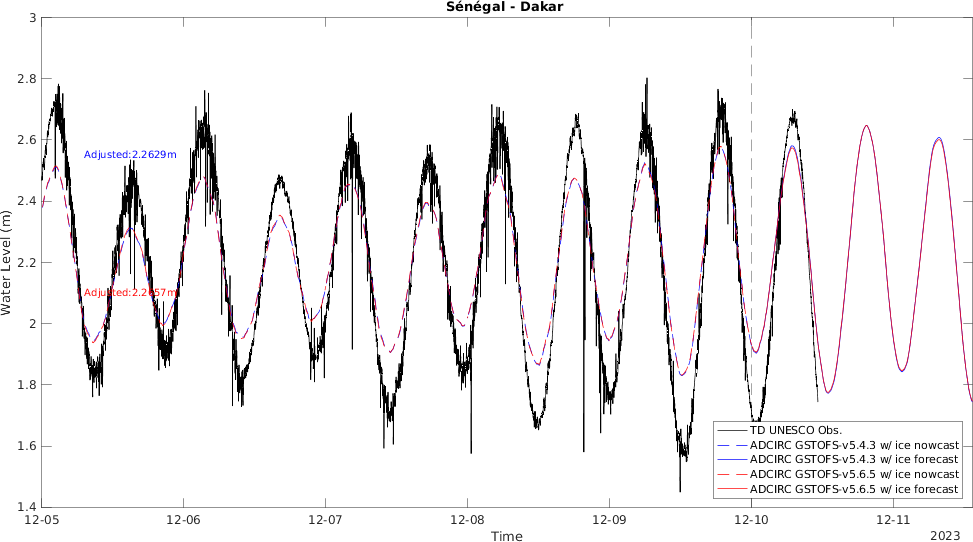 Sénégal - Dakar
3
2.8
2.6
2.4
2.2
2
1.8
1.6
1.4
Water Level (m)
Adjusted:2.2629m
Adjusted:2.2657m
TD UNESCO Obs.
ADCIRC GSTOFS-v5.4.3 w/ ice nowcast
ADCIRC GSTOFS-v5.4.3 w/ ice forecast
ADCIRC GSTOFS-v5.6.5 w/ ice nowcast
ADCIRC GSTOFS-v5.6.5 w/ ice forecast
12-05 12-06 12-07 12-08 12-09 12-10 12-11
Time
2023